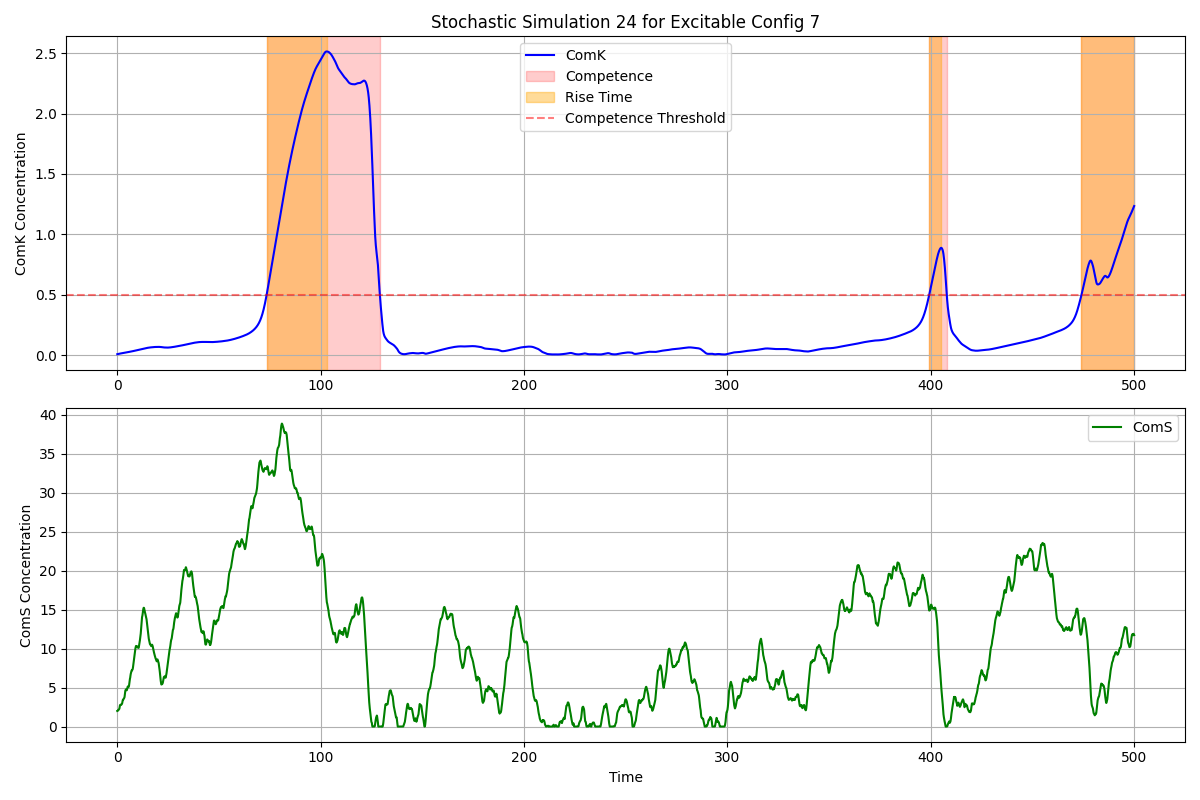 Stochastic Simulation 24 for Excitable Config 7
ComK Concentration
2.5
2.0
1.5
1.0
0.5
0.0
ComK
Competence
Rise Time
Competence Threshold
0 100 200 300 400 500
ComS Concentration
40
35
30
25
20
15
10
5
0
ComS
0 100 200 300 400 500
Time